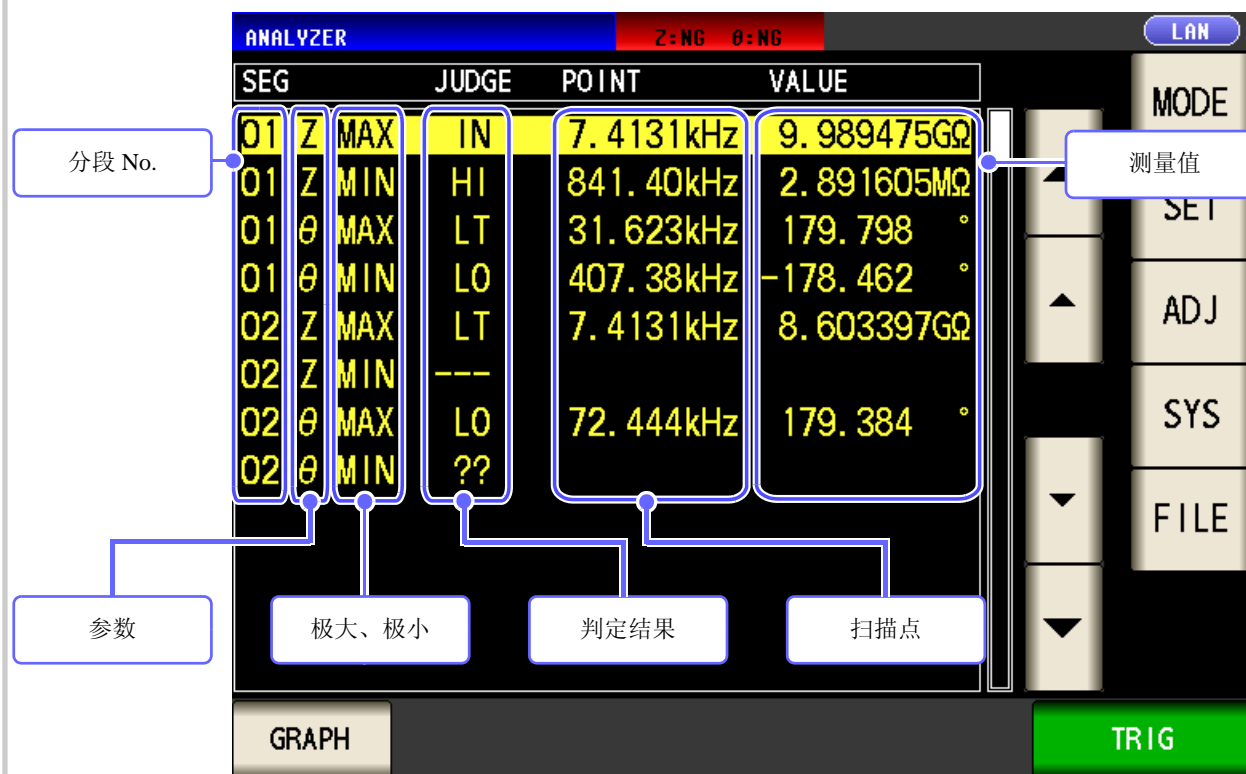 ANALYZER Z:NG θ:NG LAN
SEG JUDGE POINT VALUE
MODE
01 Z MAX IN 7.4131kHz 9.989475GΩ
分段 No.
测量值
01 Z MIN HI 841.40kHz 2.891605MΩ
SET
01 θ MAX LT 31.623kHz 179.798 °
01 θ MIN LO 407.38kHz -178.462 °
ADJ
02 Z MAX LT 7.4131kHz 8.603397GΩ
02 Z MIN ---
02 θ MAX LO 72.444kHz 179.384 °
SYS
02 θ MIN ??
FILE
参数
极大、极小
判定结果
扫描点
GRAPH
TRIG